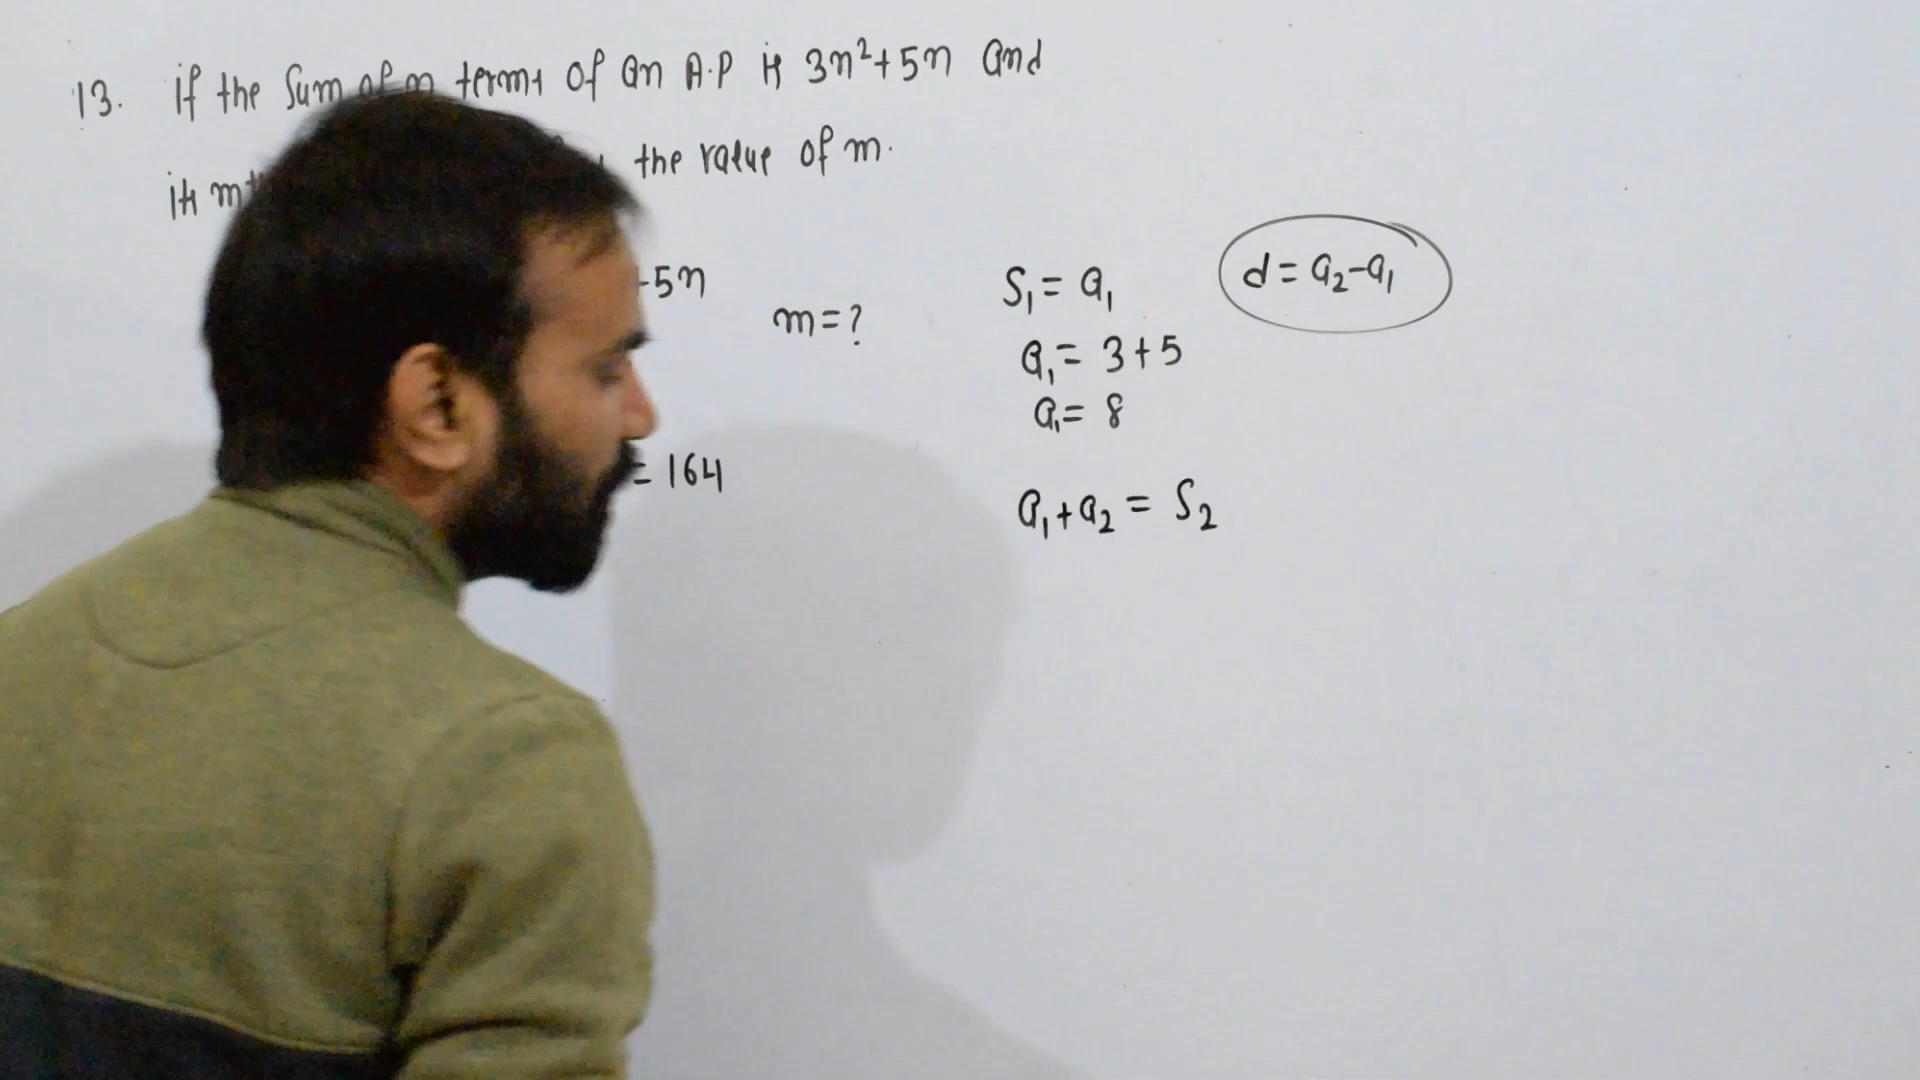 13. if the Sum of n terms of an A.P is 3n²+5n and
its the value of m.
-5n
m=?
= 164
S₁= a₁
a₁= 3+5
a₁= 8
a₁+a₂ = S₂
d= a₂-a₁